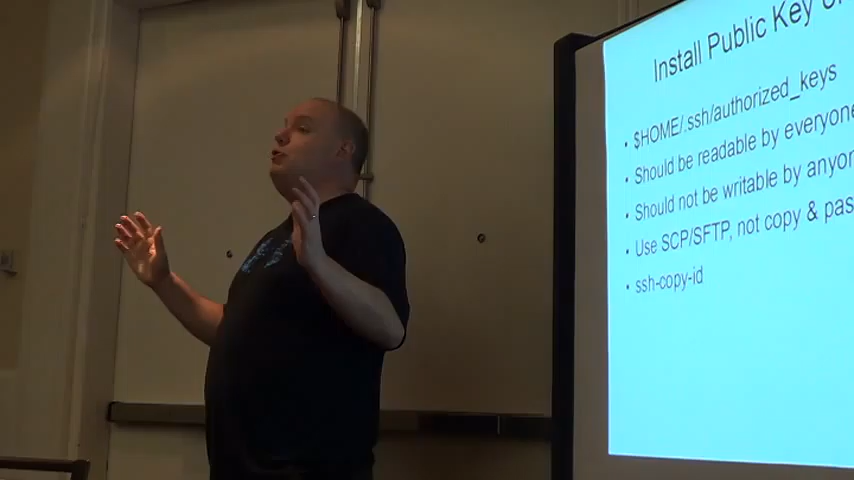 Install Public Key
$HOME/.ssh/authorized_keys
Should be readable by everyone
Should not be writable by
Use SCP/SFTP, not copy &
ssh-copy-id